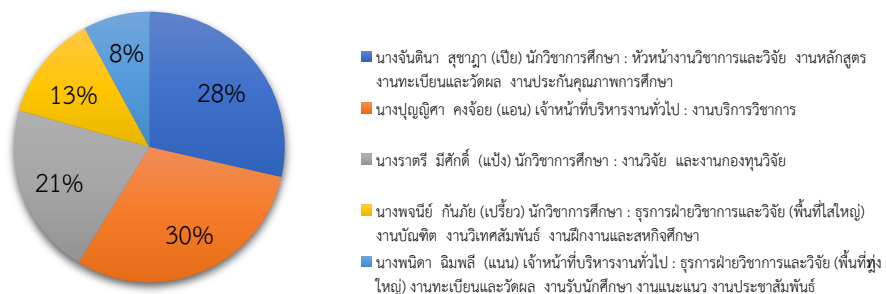 8%
28%
13%
21%
30%
นางจันตินา  สุชาฎา (เปีย) นักวิชาการศึกษา : หัวหน้างานวิชาการและวิจัย  งานหลักสูตร
งานทะเบียนและวัดผล  งานประกันคุณภาพการศึกษา
นางปุญญิศา  คงจ้อย (แอน) เจ้าหน้าที่บริหารงานทั่วไป : งานบริการวิชาการ
นางราตรี  มีศักดิ์  (แป้ง) นักวิชาการศึกษา : งานวิจัย  และงานกองทุนวิจัย
นางพจนีย์  กันภัย (เปรี้ยว) นักวิชาการศึกษา : ธุรการฝ่ายวิชาการและวิจัย (พื้นที่ไสใหญ่)
งานบัณฑิต  งานวิเทศสัมพันธ์  งานฝึกงานและสหกิจศึกษา
นางพนิดา  ฉิมพลี  (แนน) เจ้าหน้าที่บริหารงานทั่วไป : ธุรการฝ่ายวิชาการและวิจัย (พื้นที่ทุ่ง
ใหญ่) งานทะเบียนและวัดผล  งานรับนักศึกษา งานแนะแนว งานประชาสัมพันธ์